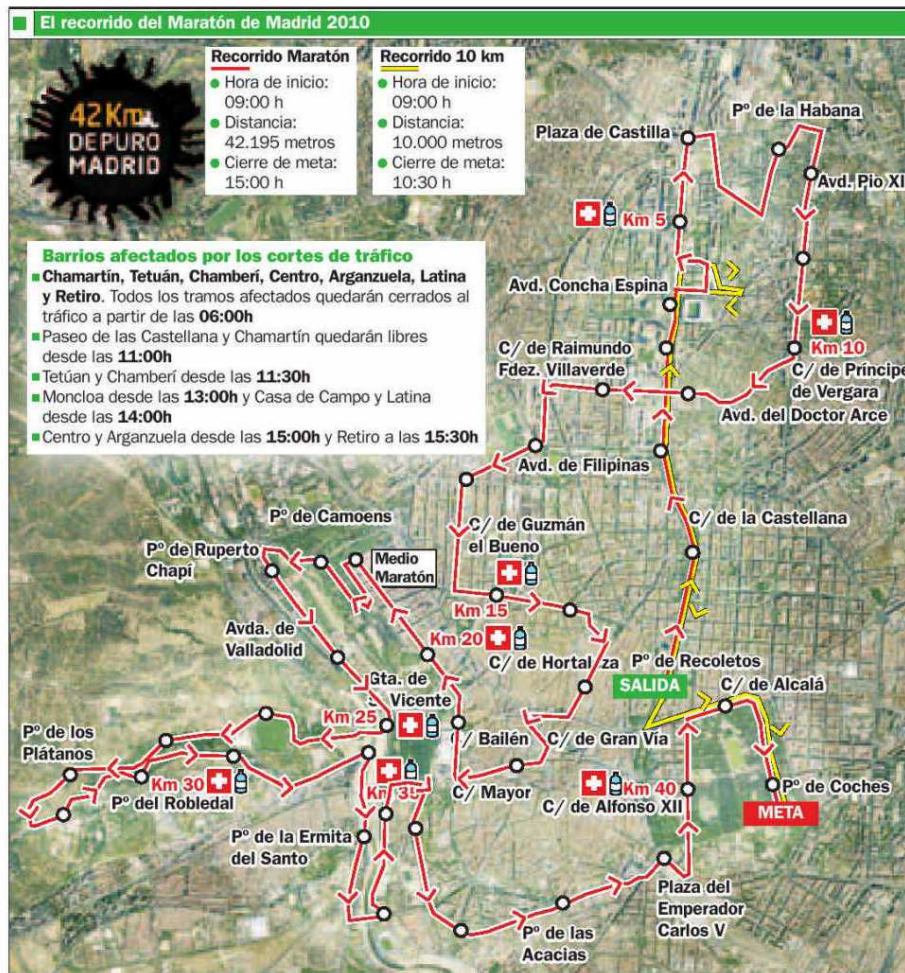 El recorrido del Maratón de Madrid 2010
42 Km
DE PURO
MADRID
Recorrido Maratón
Hora de inicio:
09:00 h
Distancia:
42.195 metros
Cierre de meta:
15:00 h
Recorrido 10 km
Hora de inicio:
09:00 h
Distancia:
10.000 metros
Cierre de meta:
10:30 h
Barrios afectados por los cortes de tráfico
Chamartín, Tetuán, Chamberí, Centro, Arganzuela, Latina
y Retiro. Todos los tramos afectados quedarán cerrados al
tráfico a partir de las 06:00h
Paseo de las Castellana y Chamartín quedarán libres
desde las 11:00h
Tetúan y Chamberí desde las 11:30h
Moncloa desde las 13:00h y Casa de Campo y Latina
desde las 14:00h
Centro y Arganzuela desde las 15:00h y Retiro a las 15:30h
Pº de la Habana
Plaza de Castilla
Avd. Pio XI
Km 5
Avd. Concha Espina
Km 10
C/ de Raimundo
Fdez. Villaverde
C/ de Príncipe
de Vergara
Avd. del Doctor Arce
Avd. de Filipinas
C/ de la Castellana
Pº de Camoens
C/ de Guzmán
el Bueno
Pº de Ruperto
Chapí
Medio
Maratón
Km 15
Km 20
Avda. de
Valladolid
C/ de Hortaleza
Pº de Recoletos
SALIDA
C/ de Alcalá
Gta. de
S. Vicente
Km 25
C/ Bailén
C/ de Gran Vía
Pº de los
Plátanos
Km 30
Pº del Robledal
Km 35
C/ Mayor
Km 40
C/ de Alfonso XII
Pº de Coches
META
Pº de la Ermita
del Santo
Plaza del
Emperador
Carlos V
Pº de las
Acacias